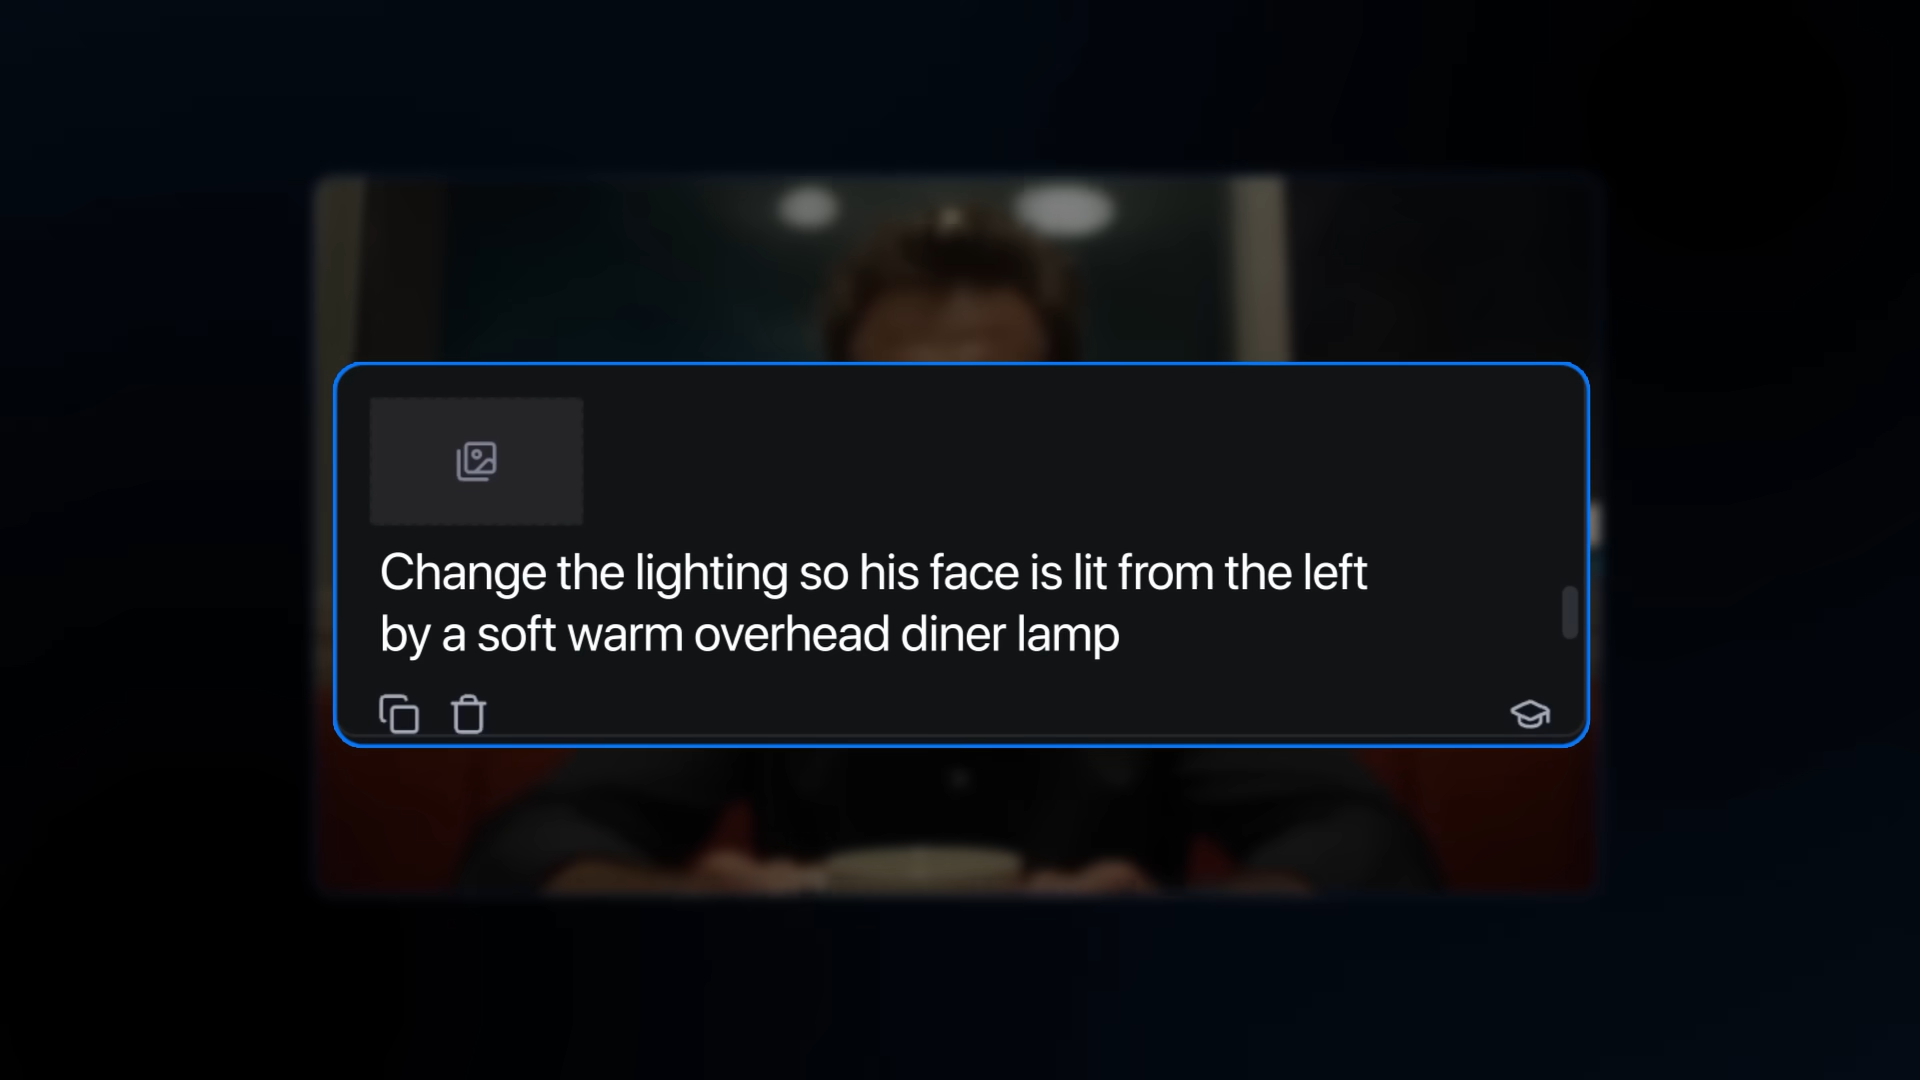 Change the lighting so his face is lit from the left
by a soft warm overhead diner lamp